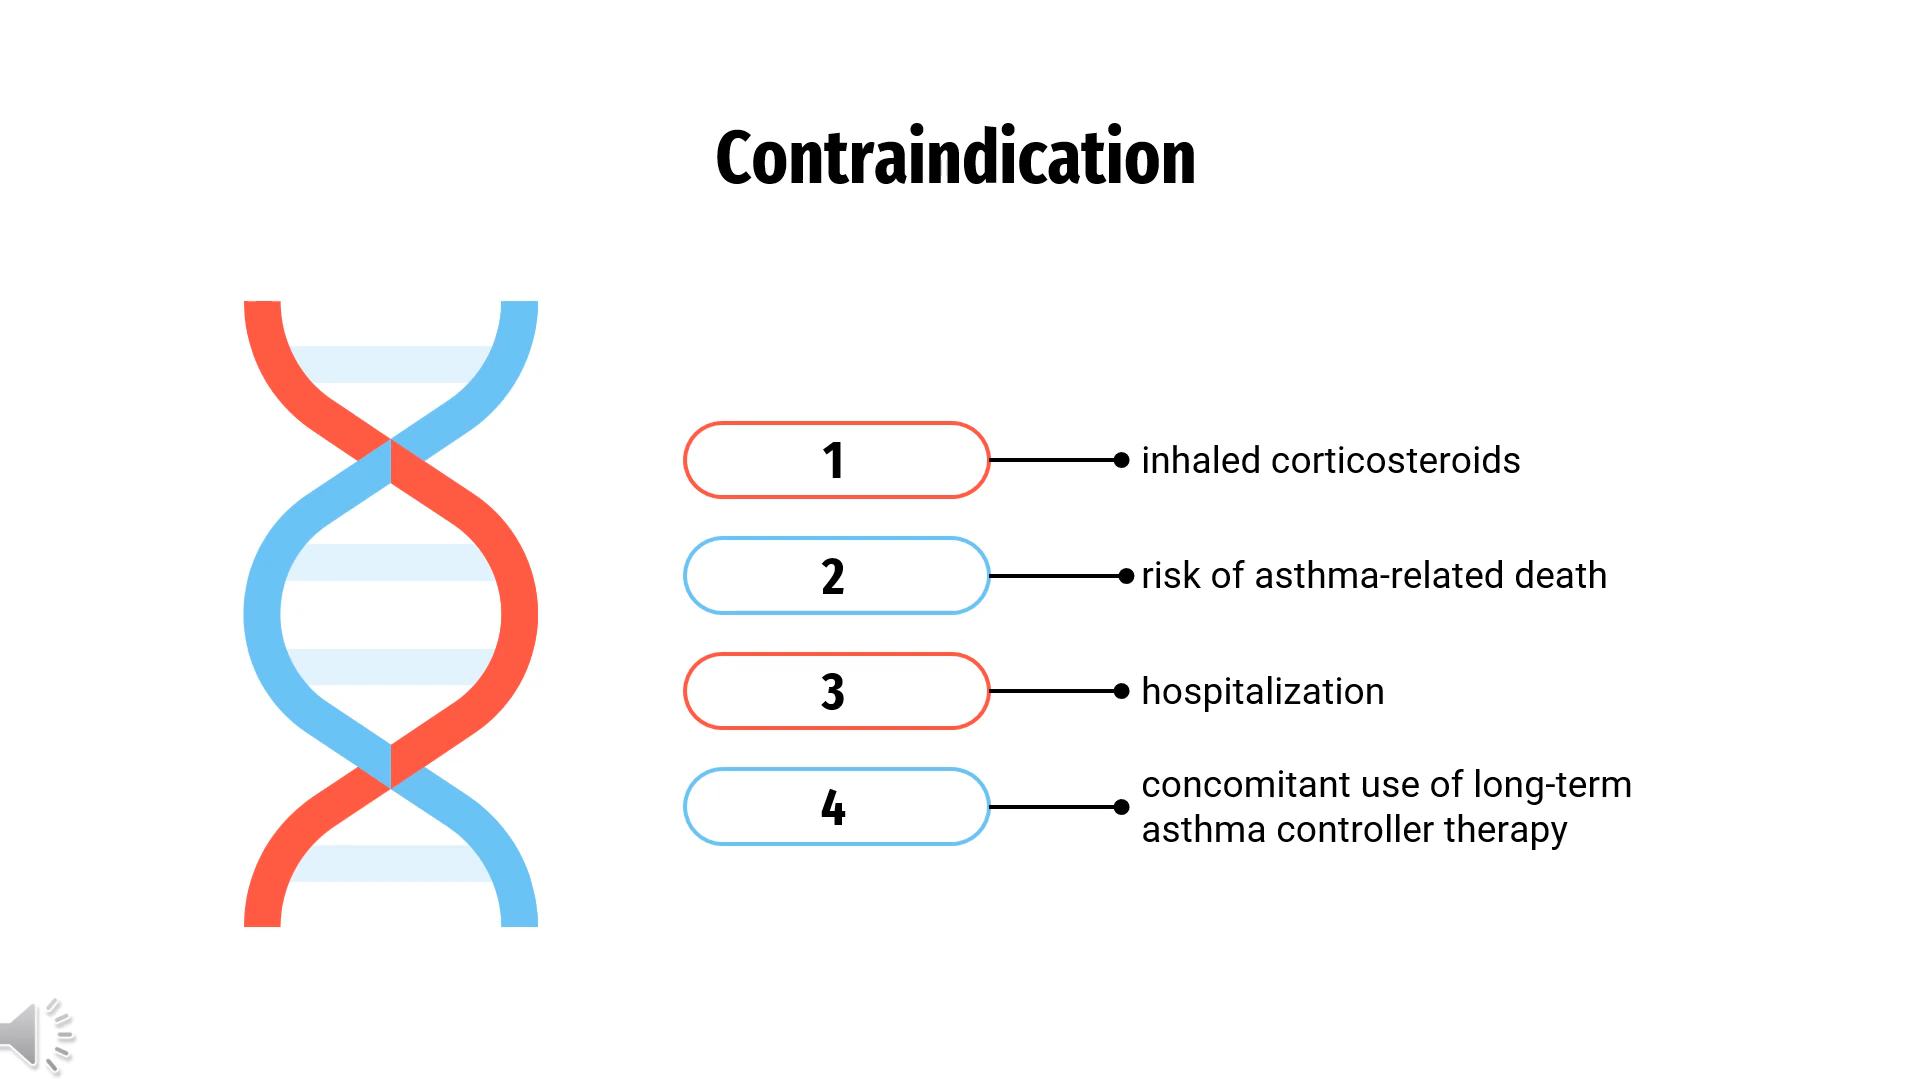 Contraindication
1
inhaled corticosteroids
2
risk of asthma-related death
3
hospitalization
4
concomitant use of long-term
asthma controller therapy